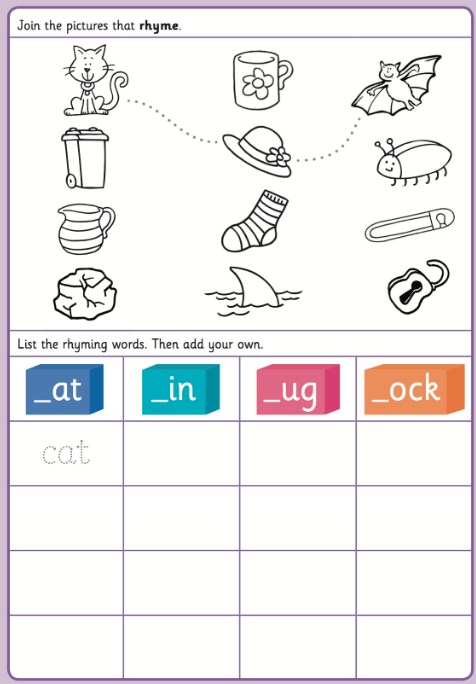 Join the pictures that rhyme.
List the rhyming words. Then add your own.
_at _in _ug _ock
cat